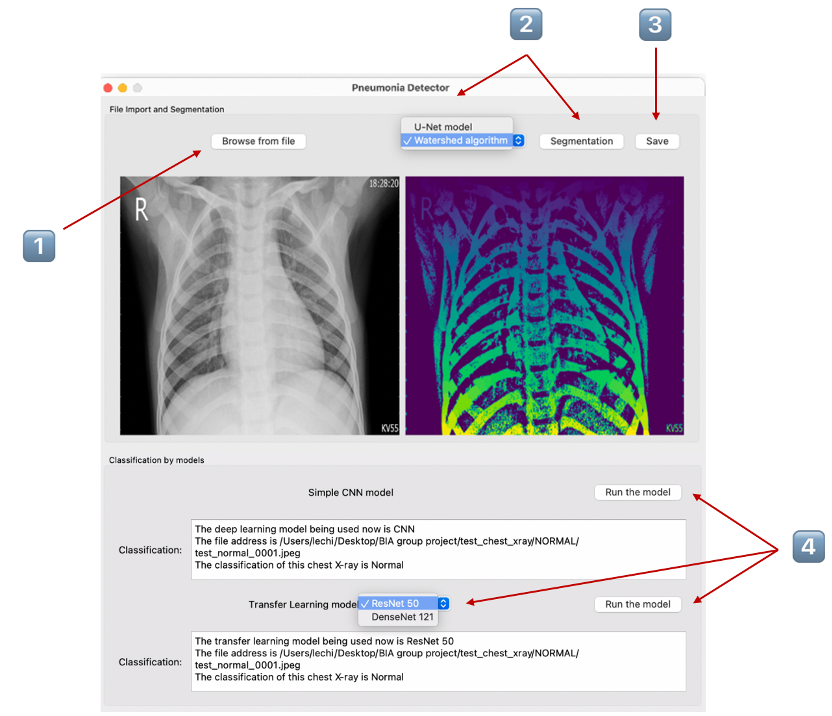 2
3
Pneumonia Detector
File Import and Segmentation
U-Net model
Browse from file
✓ Watershed algorithm
Segmentation
Save
18:28:20
R
R
1
KV55
KV55
Classification by models
Simple CNN model
Run the model
The deep learning model being used now is CNN
The file address is /Users/lechi/Desktop/BIA group project/test_chest_xray/NORMAL/
Classification:
test_normal_0001.jpeg
The classification of this chest X-ray is Normal
4
Transfer Learning mode
✓ ResNet 50
Run the model
DenseNet 121
The transfer learning model being used now is ResNet 50
The file address is /Users/lechi/Desktop/BIA group project/test_chest_xray/NORMAL/
Classification:
test_normal_0001.jpeg
The classification of this chest X-ray is Normal